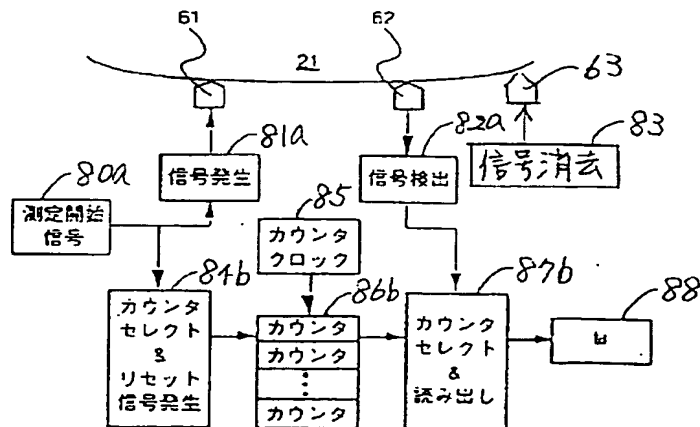 61
62
21
63
81a
82a
83
信号発生
信号検出
信号消去
80a
測定開始
信号
85
カウンタ
クロック
84b
カウンタ
セレクト
&
リセット
信号発生
86b
カウンタ
カウンタ
カウンタ
87b
カウンタ
セレクト
&
読み出し
88